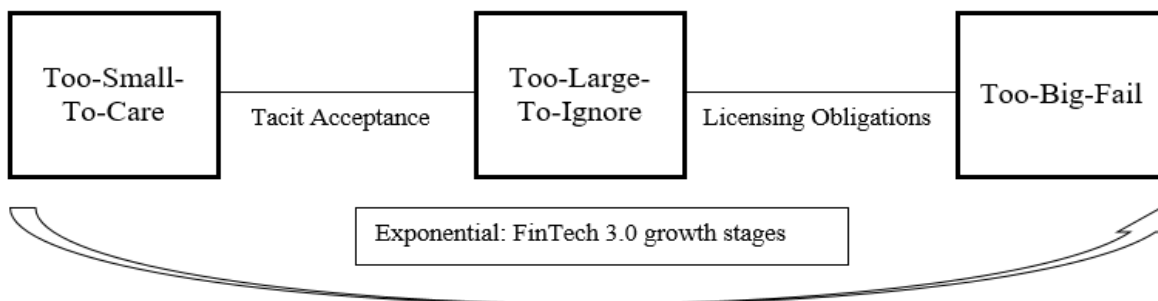 Too-Small-
To-Care
Tacit Acceptance
Too-Large-
To-Ignore
Licensing Obligations
Too-Big-Fail
Exponential: FinTech 3.0 growth stages